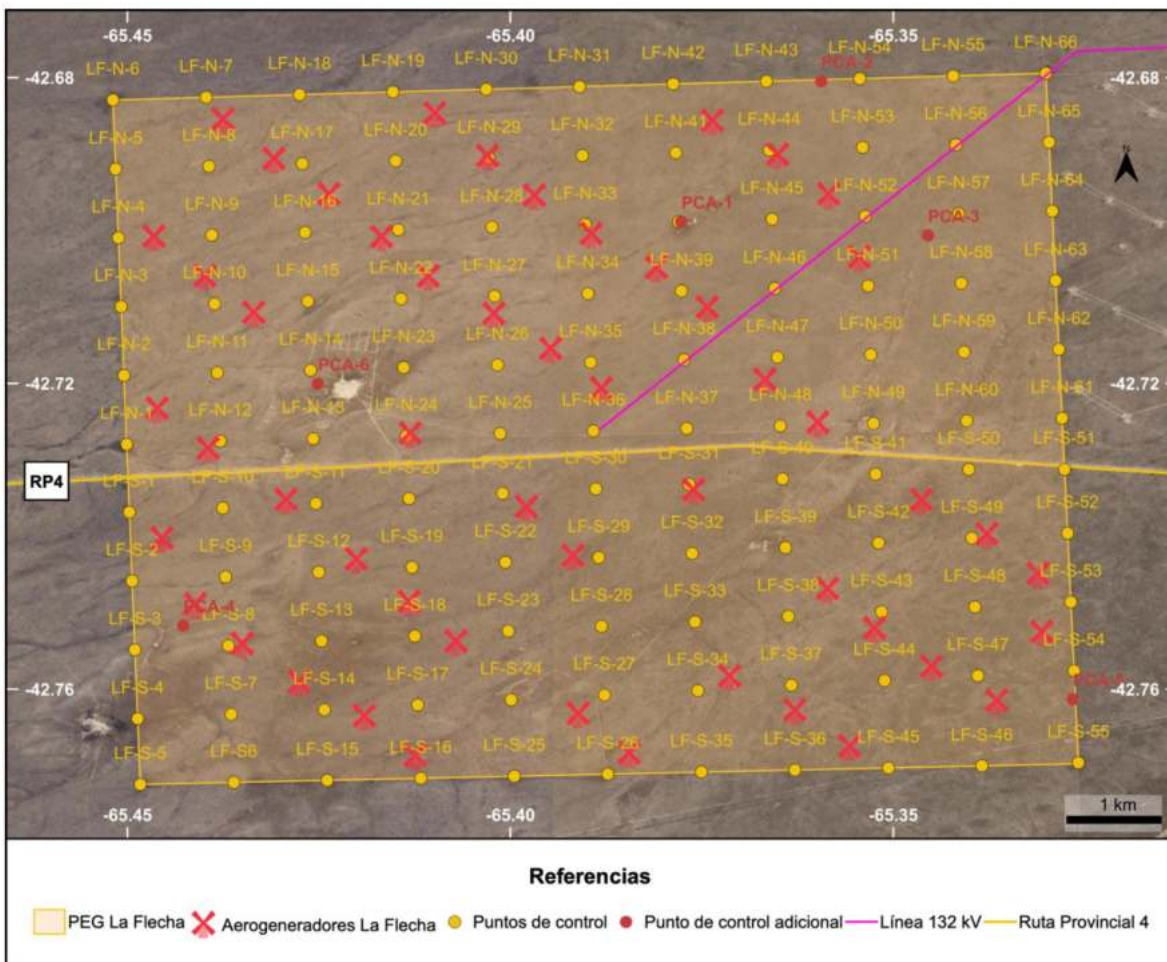 -65.45 -65.40 -65.35
LF-N-6 LF-N-7 LF-N-18 LF-N-19 LF-N-30 LF-N-31 LF-N-42 LF-N-43 LF-N-54 LF-N-55 LF-N-66
-42.68 PCA-2 -42.68
LF-N-5 LF-N-8 LF-N-17 LF-N-20 LF-N-29 LF-N-32 LF-N-41 LF-N-44 LF-N-53 LF-N-56 LF-N-65
N
LF-N-4 LF-N-9 LF-N-16 LF-N-21 LF-N-28 LF-N-33 PCA-1 LF-N-45 LF-N-52 LF-N-57 LF-N-64
PCA-3
LF-N-3 LF-N-10 LF-N-15 LF-N-22 LF-N-27 LF-N-34 LF-N-39 LF-N-46 LF-N-51 LF-N-58 LF-N-63
LF-N-2 LF-N-11 LF-N-14 LF-N-23 LF-N-26 LF-N-35 LF-N-38 LF-N-47 LF-N-50 LF-N-59 LF-N-62
-42.72 PCA-6 -42.72
LF-N-1 LF-N-12 LF-N-13 LF-N-24 LF-N-25 LF-N-36 LF-N-37 LF-N-48 LF-N-49 LF-N-60 LF-N-61
RP4
LF-S-1 LF-S-10 LF-S-11 LF-S-20 LF-S-21 LF-S-30 LF-S-31 LF-S-40 LF-S-41 LF-S-50 LF-S-51
LF-S-2 LF-S-9 LF-S-12 LF-S-19 LF-S-22 LF-S-29 LF-S-32 LF-S-39 LF-S-42 LF-S-49 LF-S-52
PCA-4
LF-S-3 LF-S-8 LF-S-13 LF-S-18 LF-S-23 LF-S-28 LF-S-33 LF-S-38 LF-S-43 LF-S-48 LF-S-53
LF-S-4 LF-S-7 LF-S-14 LF-S-17 LF-S-24 LF-S-27 LF-S-34 LF-S-37 LF-S-44 LF-S-47 LF-S-54
-42.76 -42.76
LF-S-5 LF-S6 LF-S-15 LF-S-16 LF-S-25 LF-S-26 LF-S-35 LF-S-36 LF-S-45 LF-S-46 LF-S-55
1 km
-65.45 -65.40 -65.35
Referencias
PEG La Flecha Aerogeneradores La Flecha Puntos de control Punto de control adicional Línea 132 kV Ruta Provincial 4